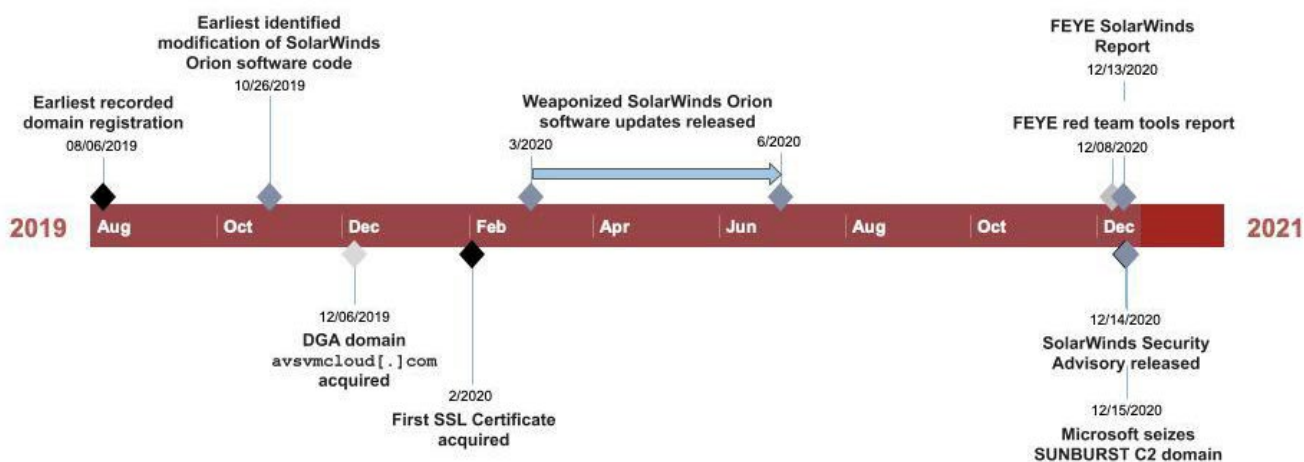 Earliest identified
modification of SolarWinds
Orion software code
10/26/2019
FEYE SolarWinds
Report
12/13/2020
Earliest recorded
domain registration
08/06/2019
Weaponized SolarWinds Orion
software updates released
3/2020
6/2020
FEYE red team tools report
12/08/2020
2019
Aug
Oct
Dec
Feb
Apr
Jun
Aug
Oct
Dec
2021
12/06/2019
DGA domain
avsvmcloud[.]com
acquired
2/2020
First SSL Certificate
acquired
12/14/2020
SolarWinds Security
Advisory released
12/15/2020
Microsoft seizes
SUNBURST C2 domain